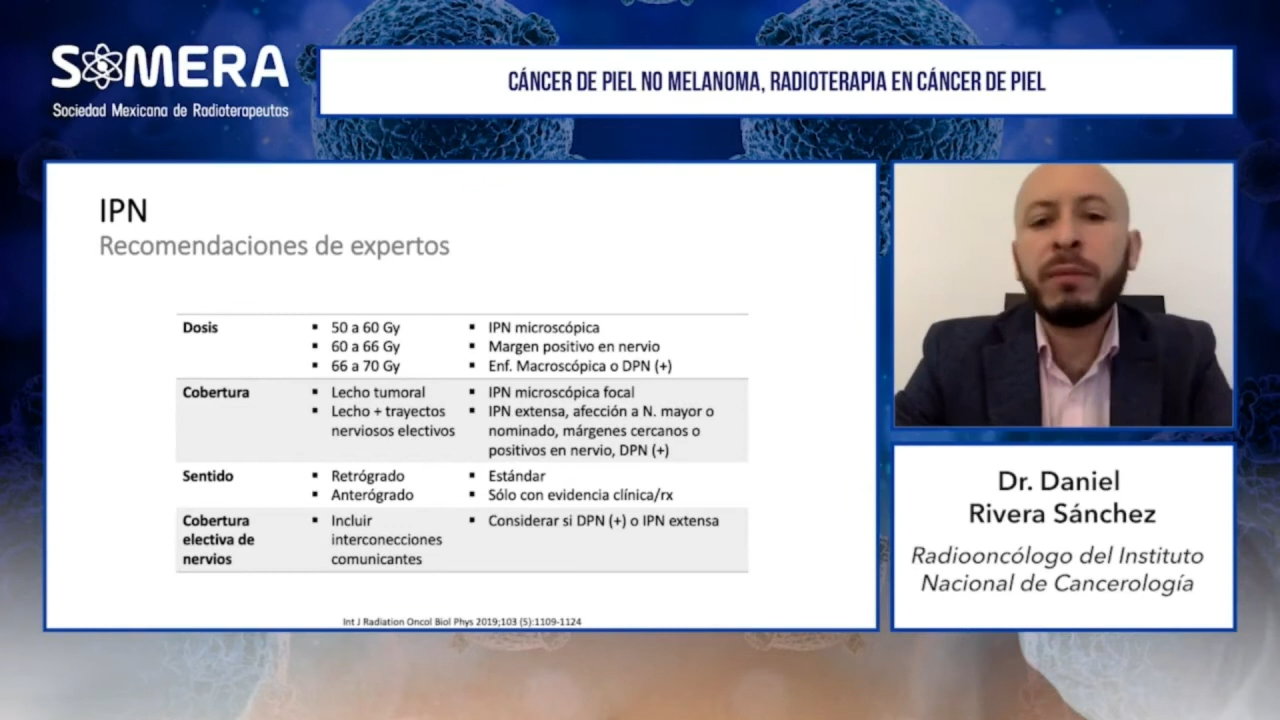 SOMERA
Sociedad Mexicana de Radioterapeutas
CÁNCER DE PIEL NO MELANOMA, RADIOTERAPIA EN CÁNCER DE PIEL
IPN
Recomendaciones de expertos
Dosis
▪ 50 a 60 Gy
▪ 60 a 66 Gy
▪ 66 a 70 Gy
▪ IPN microscópica
▪ Margen positivo en nervio
▪ Enf. Macroscópica o DPN (+)
Cobertura
▪ Lecho tumoral
▪ Lecho + trayectos
nerviosos electivos
▪ IPN microscópica focal
▪ IPN extensa, afección a N. mayor o
nominado, márgenes cercanos o
positivos en nervio, DPN (+)
Sentido
▪ Retrógrado
▪ Anterógrado
▪ Estándar
▪ Sólo con evidencia clínica/rx
Cobertura
electiva de
nervios
▪ Incluir
interconecciones
comunicantes
▪ Considerar si DPN (+) o IPN extensa
Int J Radiation Oncol Biol Phys 2019;103 (5):1109-1124
Dr. Daniel
Rivera Sánchez
Radiooncólogo del Instituto
Nacional de Cancerología